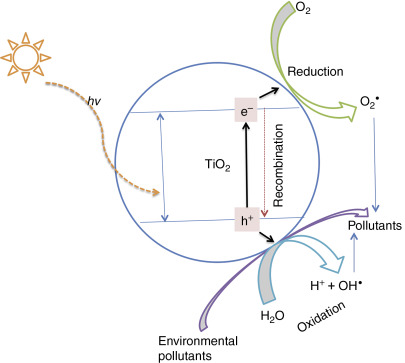 O₂
Reduction
hv
e⁻
O₂•
TiO₂
Recombination
h⁺
Pollutants
H⁺ + OH•
H₂O
Oxidation
Environmental
pollutants